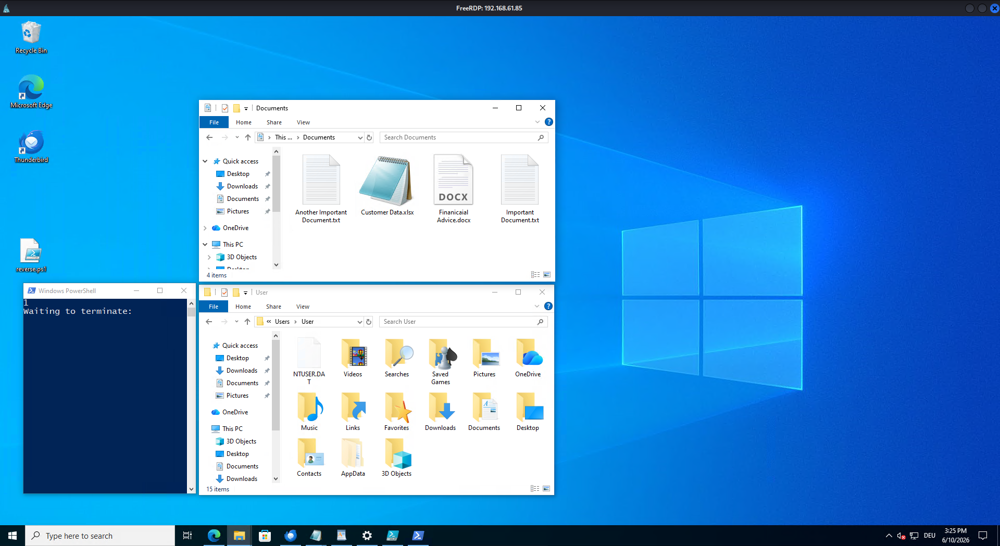 FreeRDP: 192.168.61.85
Recycle Bin
Microsoft Edge
Thunderbird
reverse.ps1
Documents
File
Home
Share
View
This ...
Documents
Search Documents
Quick access
Desktop
Downloads
Documents
Pictures
OneDrive
This PC
3D Objects
Desktop
Another Important
Document.txt
Customer Data.xlsx
DOCX
Finanicaial
Advice.docx
Important
Document.txt
4 items
Windows PowerShell
1
Waiting to terminate:
User
File
Home
Share
View
« Users
User
Search User
Quick access
Desktop
Downloads
Documents
Pictures
OneDrive
This PC
3D Objects
Desktop
Documents
Downloads
NTUSER.DA
T
Videos
Searches
Saved
Games
Pictures
OneDrive
Music
Links
Favorites
Downloads
Documents
Desktop
Contacts
AppData
3D Objects
15 items
Type here to search
DEU
3:25 PM
6/10/2026